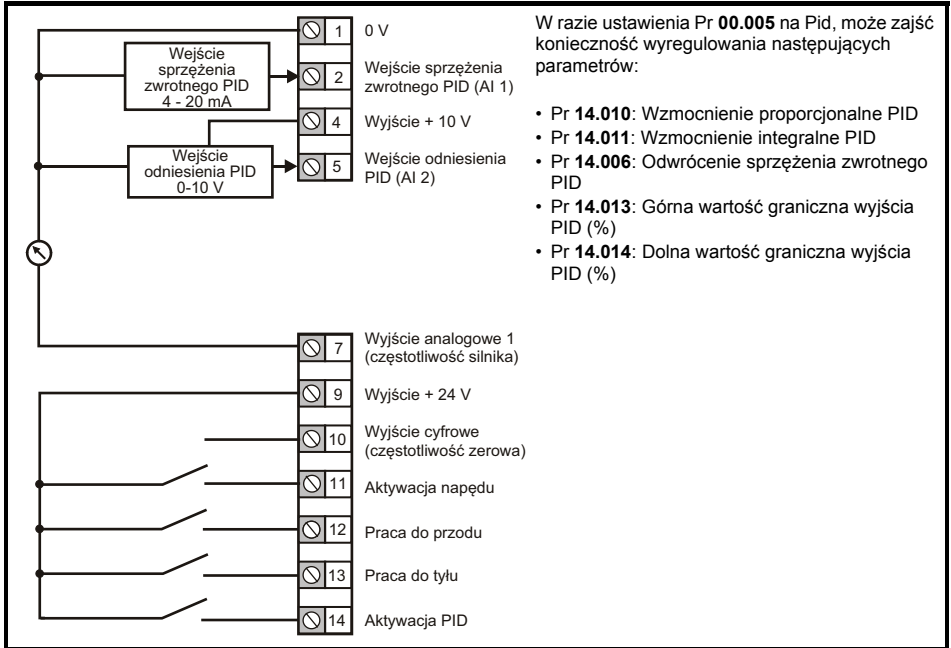 Wejście
sprzężenia
zwrotnego PID
4 - 20 mA
Wejście
odniesienia PID
0-10 V
1
0 V
2
Wejście sprzężenia
zwrotnego PID (AI 1)
4
Wyjście + 10 V
5
Wejście odniesienia
PID (AI 2)
7
Wyjście analogowe 1
(częstotliwość silnika)
9
Wyjście + 24 V
10
Wyjście cyfrowe
(częstotliwość zerowa)
11
Aktywacja napędu
12
Praca do przodu
13
Praca do tyłu
14
Aktywacja PID
W razie ustawienia Pr 00.005 na Pid, może zajść
konieczność wyregulowania następujących
parametrów:
• Pr 14.010: Wzmocnienie proporcjonalne PID
• Pr 14.011: Wzmocnienie integralne PID
• Pr 14.006: Odwrócenie sprzężenia zwrotnego
PID
• Pr 14.013: Górna wartość graniczna wyjścia
PID (%)
• Pr 14.014: Dolna wartość graniczna wyjścia
PID (%)